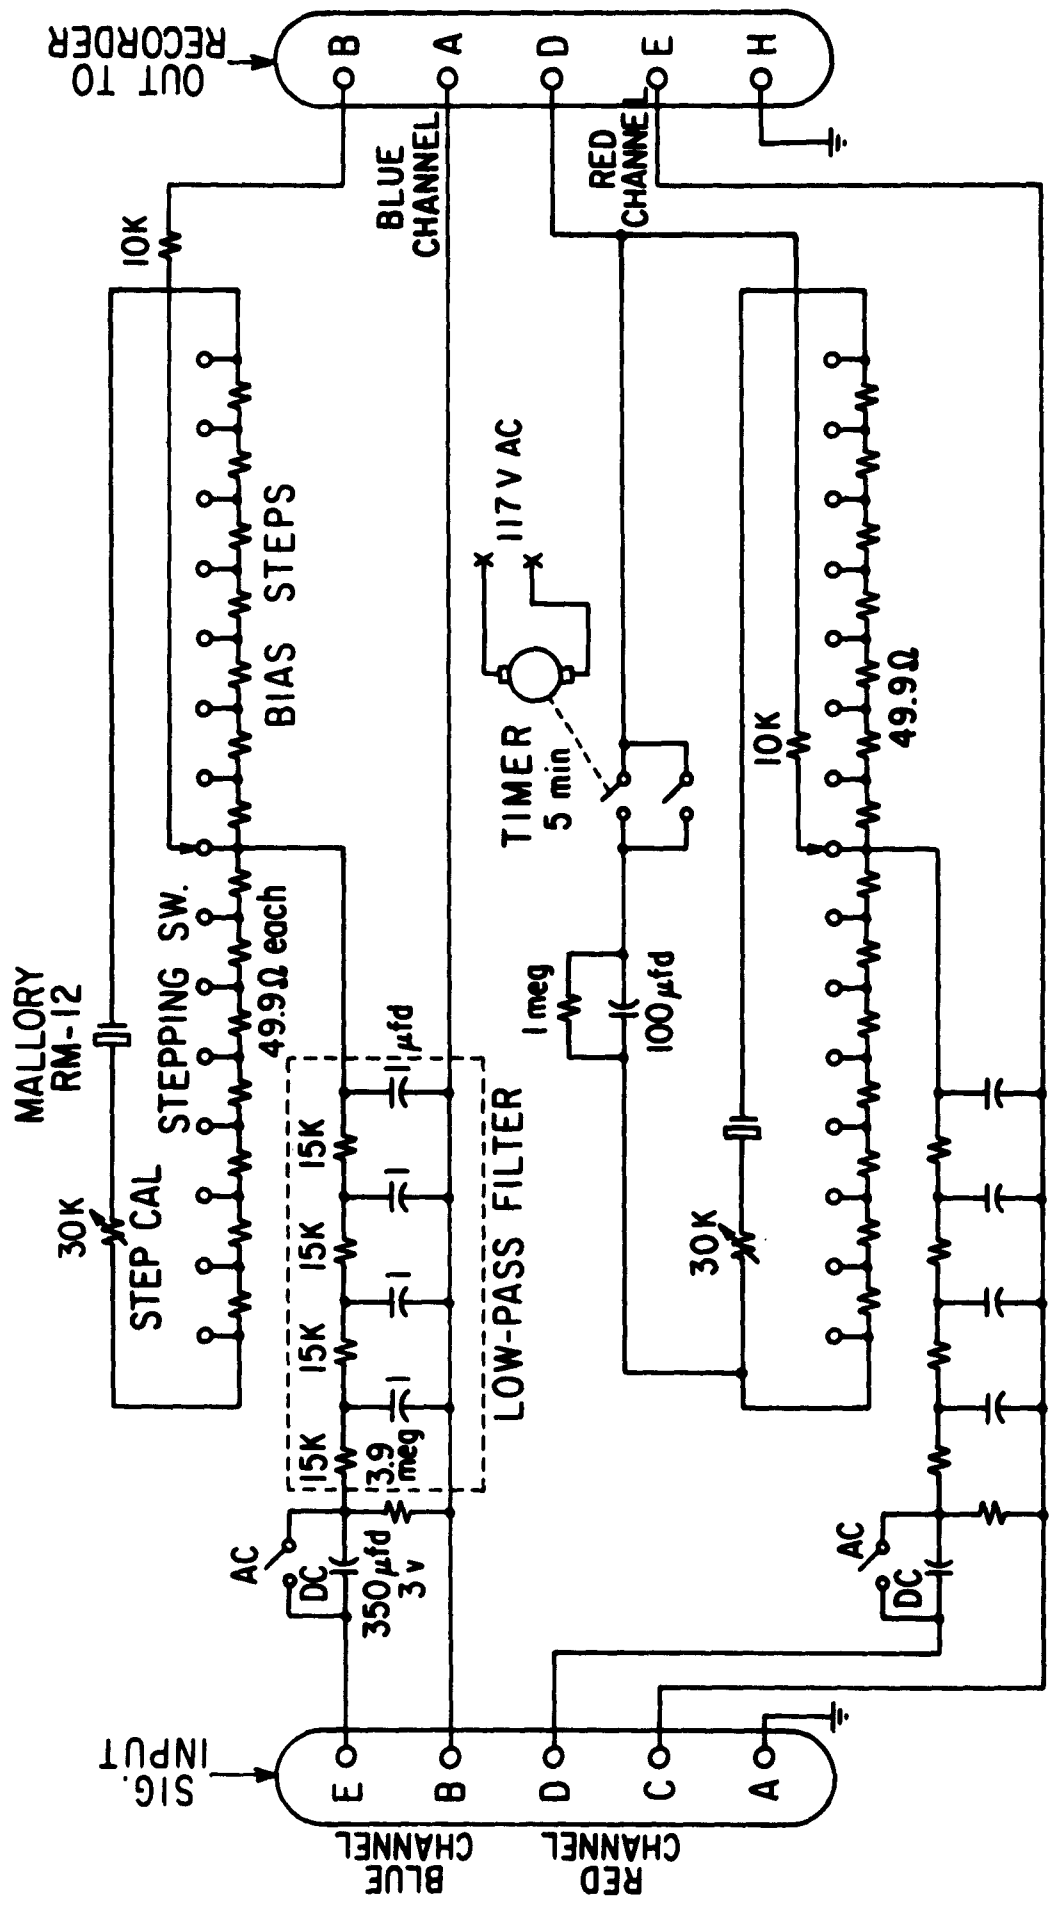 OUT TO
RECORDER
B
A
D
E
H
BLUE
CHANNEL
RED
CHANNEL
10K
MALLORY
RM-12
30K
STEP CAL
STEPPING SW.
49.9Ω each
BIAS STEPS
117V AC
TIMER
5 min
1 meg
100µfd
10K
30K
49.9Ω
LOW-PASS FILTER
15K
15K
15K
15K
1µfd
1
1
1
3.9
meg
AC
DC
350µfd
3v
AC
DC
SIG.
INPUT
E
B
D
C
A
BLUE
CHANNEL
RED
CHANNEL